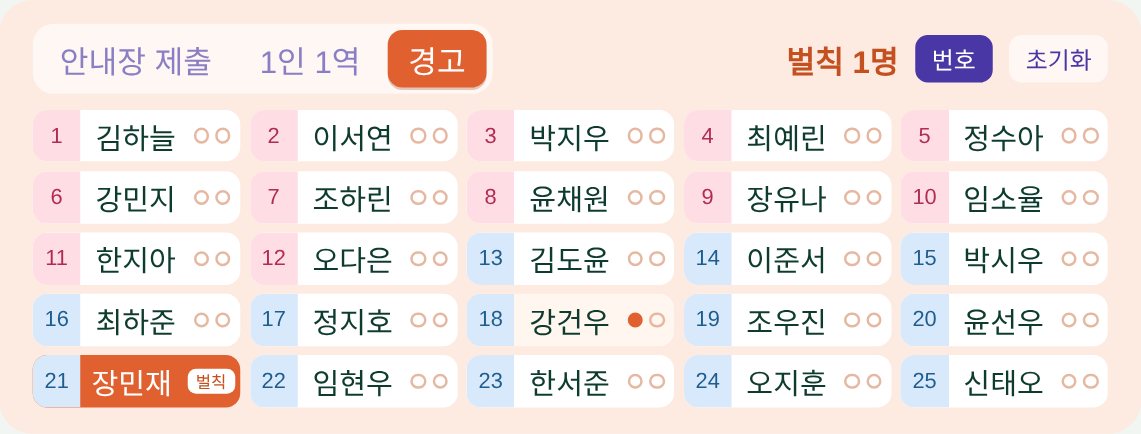 안내장 제출 1인 1역 경고 벌칙 1명 번호 초기화
1 김하늘 2 이서연 3 박지우 4 최예린 5 정수아
6 강민지 7 조하린 8 윤채원 9 장유나 10 임소율
11 한지아 12 오다은 13 김도윤 14 이준서 15 박시우
16 최하준 17 정지호 18 강건우 19 조우진 20 윤선우
21 장민재 벌칙 22 임현우 23 한서준 24 오지훈 25 신태오